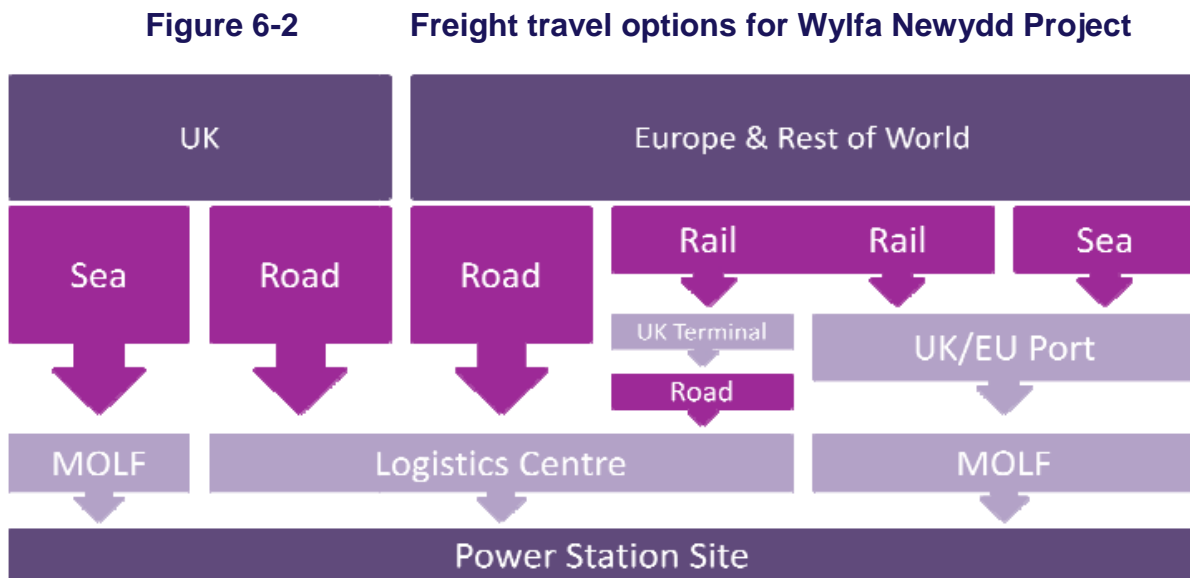 Figure 6-2 Freight travel options for Wylfa Newydd Project
UK
Europe & Rest of World
Sea
Road
Road
Rail
Rail
Sea
UK Terminal
UK/EU Port
Road
MOLF
Logistics Centre
MOLF
Power Station Site